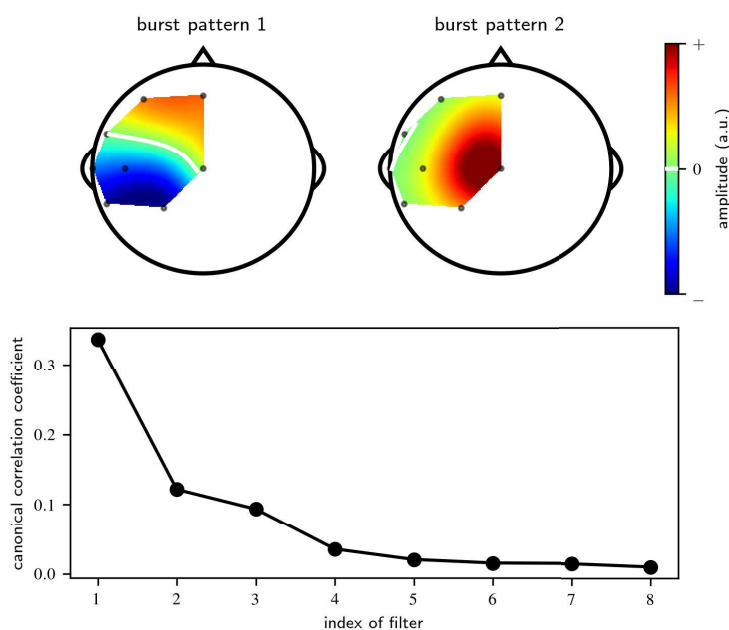 burst pattern 1
burst pattern 2
+
0
−
amplitude (a.u.)
canonical correlation coefficient
0.3
0.2
0.1
0.0
1 2 3 4 5 6 7 8
index of filter